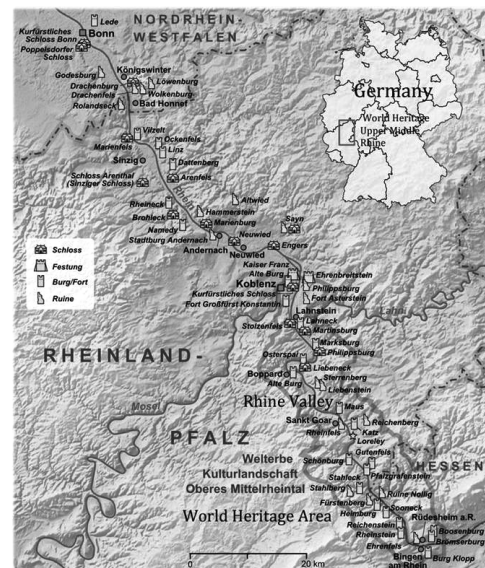 Lede
NORDRHEIN-
WESTFALEN
Kurfürstliches
Schloss Bonn
Bonn
Poppelsdorfer
Schloss
Godesburg
Königswinter
Löwenburg
Drachenburg
Wolkenburg
Drachenfels
Bad Honnef
Rolandseck
Germany
World Heritage
Upper Middle
Rhine
Vilzelt
Marienfels
Ockenfels
Linz
Sinzig
Dattenberg
Schloss Arenthal
(Sinziger Schloss)
Arenfels
Altwied
Rheineck
Hammerstein
Brohleck
Marienburg
Sayn
Namedy
Neuwied
Stadtburg Andernach
Engers
Andernach
Neuwied
Schloss
Festung
Burg/Fort
Ruine
Kaiser Franz
Alte Burg
Ehrenbreitstein
Koblenz
Philippsburg
Kurfürstliches Schloss
Fort Asterstein
Fort Großfürst Konstantin
Lahn
Lahnstein
Lahneck
Stolzenfels
Martinsburg
Marksburg
Osterspai
Philippsburg
RHEINLAND-
Liebeneck
Boppard
Sterrenberg
Alte Burg
Liebenstein
Rhine Valley
Mosel
Maus
Sankt Goar
Reichenberg
Rheinfels
Katz
Loreley
PFALZ
Gutenfels
Welterbe
Kulturlandschaft
Oberes Mittelrheintal
Schönburg
HESSEN
Stahleck
Pfalzgrafenstein
Stahlberg
Ruine Nollig
Fürstenberg
Sooneck
World Heritage Area
Heimburg
Rüdesheim a.R.
Reichenstein
Boosenburg
Rheinstein
Brömserburg
Ehrenfels
Bingen
am Rhein
Burg Klopp
0
20 km